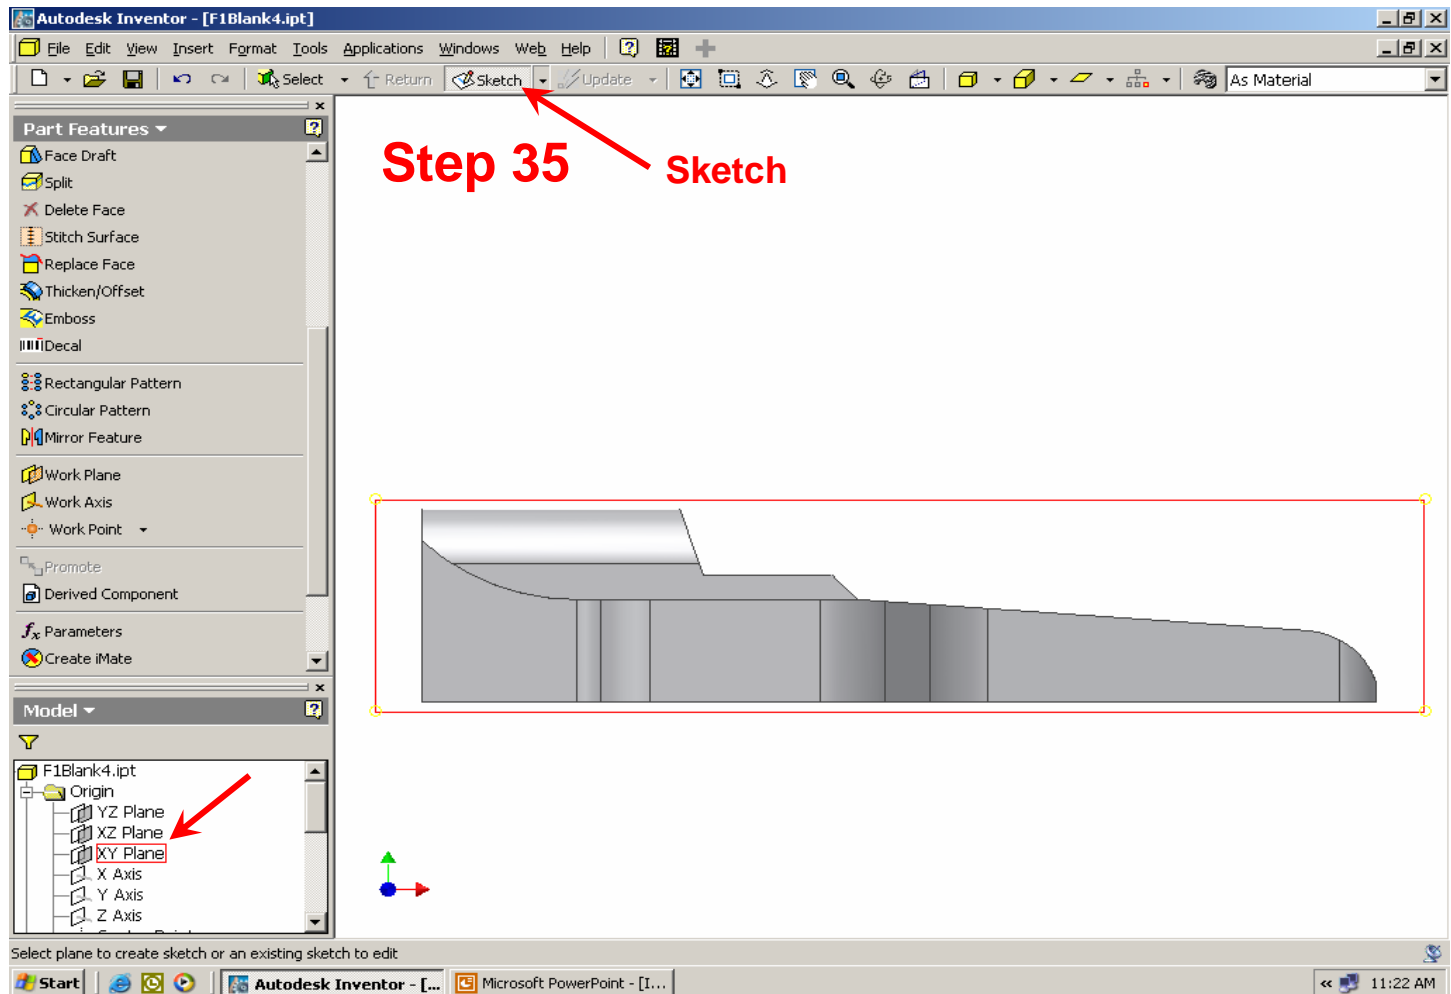 Autodesk Inventor - [F1Blank4.ipt]
File Edit View Insert Format Tools Applications Windows Web Help
Select Return Sketch Update As Material
Part Features
Face Draft
Split
Delete Face
Stitch Surface
Replace Face
Thicken/Offset
Emboss
Decal
Rectangular Pattern
Circular Pattern
Mirror Feature
Work Plane
Work Axis
Work Point
Promote
Derived Component
fx Parameters
Create iMate
Step 35
Sketch
Model
F1Blank4.ipt
Origin
YZ Plane
XZ Plane
XY Plane
X Axis
Y Axis
Z Axis
Select plane to create sketch or an existing sketch to edit
Start Autodesk Inventor - [... Microsoft PowerPoint - [I... « 11:22 AM